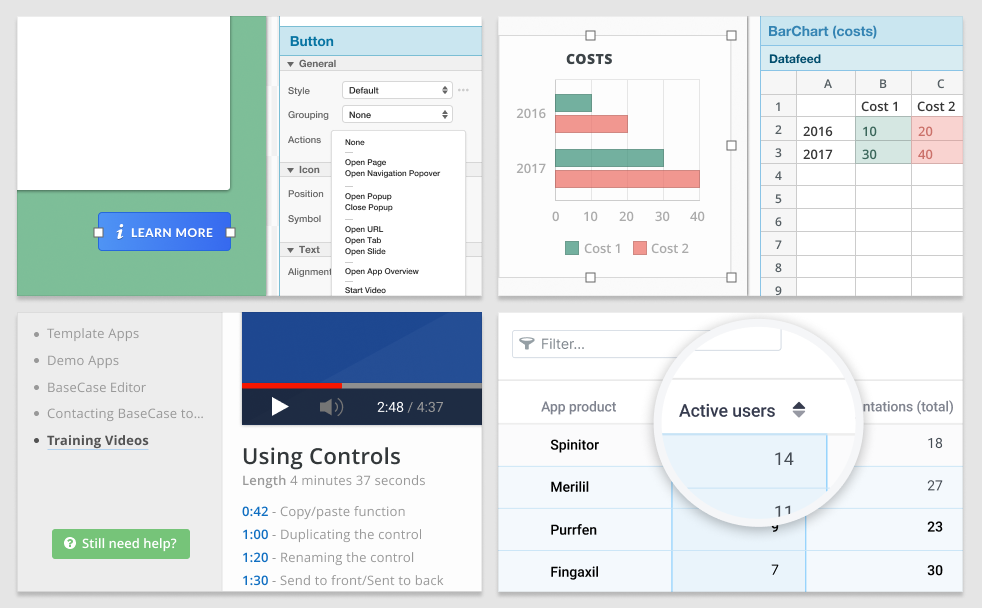 Button
General
Style Default
Grouping None
Actions
None
—
Open Page
Open Navigation Popover
—
Icon
Position
Open Popup
Close Popup
—
Symbol
Open URL
Open Tab
Open Slide
—
Text
Alignment
Open App Overview
—
Start Video
i LEARN MORE
COSTS
2016
2017
0 10 20 30 40
Cost 1 Cost 2
BarChart (costs)
Datafeed
A B C
1 Cost 1 Cost 2
2 2016 10 20
3 2017 30 40
4
5
6
7
8
9
• Template Apps
• Demo Apps
• BaseCase Editor
• Contacting BaseCase to...
• Training Videos
? Still need help?
2:48 / 4:37
Using Controls
Length 4 minutes 37 seconds
0:42 - Copy/paste function
1:00 - Duplicating the control
1:20 - Renaming the control
1:30 - Send to front/Sent to back
Filter...
App product Active users ntations (total)
Spinitor 14 18
Merilil 11 27
Purrfen 9 23
Fingaxil 7 30